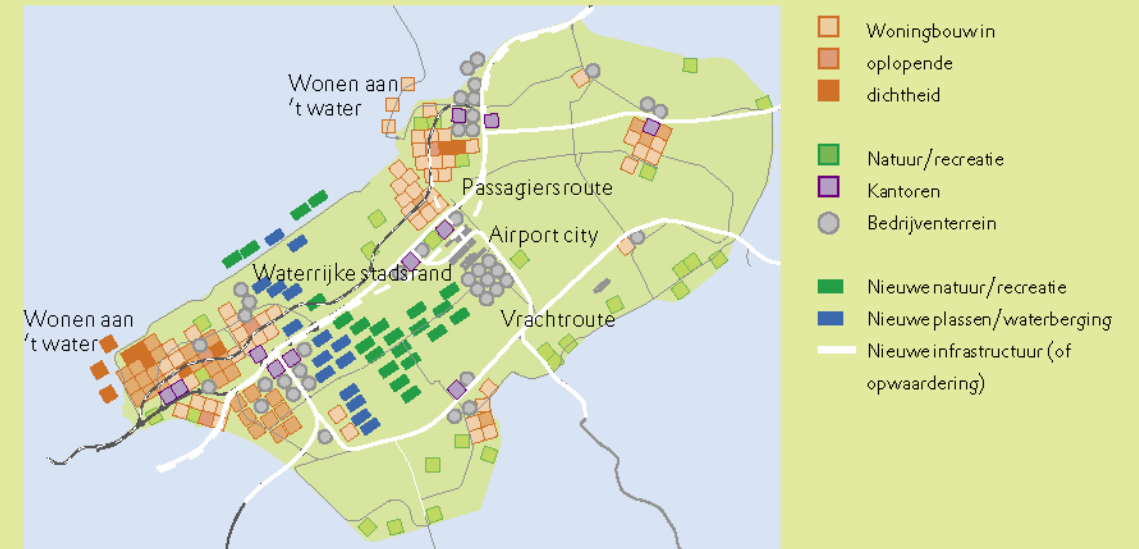 Wonen aan
't water
Passagiersroute
Airport city
Waterrijke stadsrand
Wonen aan
't water
Vrachtroute
Woningbouw in
oplopende
dichtheid
Natuur/recreatie
Kantoren
Bedrijventerrein
Nieuwe natuur/recreatie
Nieuwe plassen/waterberging
Nieuwe infrastructuur (of
opwaardering)